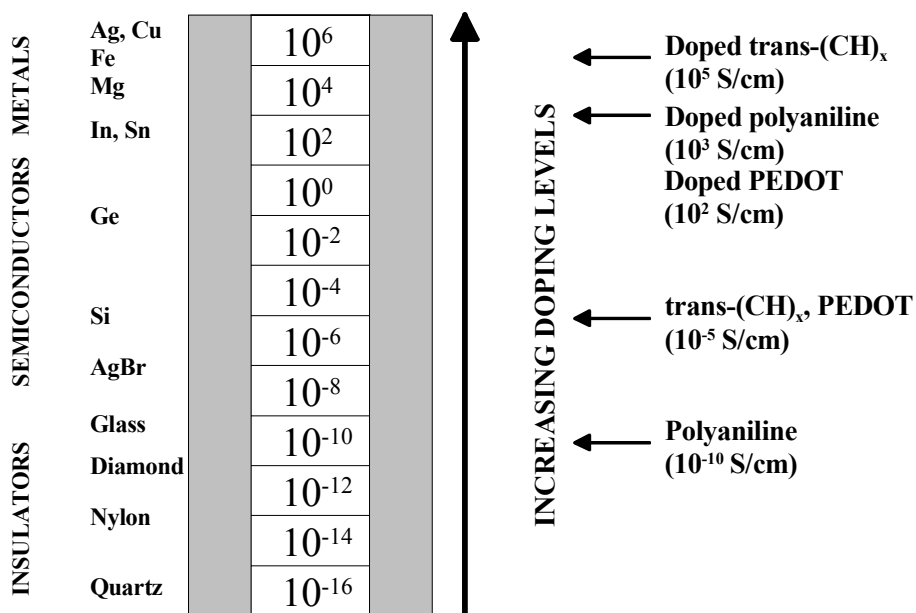 METALS
SEMICONDUCTORS
INSULATORS
Ag, Cu
Fe
Mg
In, Sn
Ge
Si
AgBr
Glass
Diamond
Nylon
Quartz
10⁶
10⁴
10²
10⁰
10⁻²
10⁻⁴
10⁻⁶
10⁻⁸
10⁻¹⁰
10⁻¹²
10⁻¹⁴
10⁻¹⁶
INCREASING DOPING LEVELS
Doped trans-(CH)ₓ
(10⁵ S/cm)
Doped polyaniline
(10³ S/cm)
Doped PEDOT
(10² S/cm)
trans-(CH)ₓ, PEDOT
(10⁻⁵ S/cm)
Polyaniline
(10⁻¹⁰ S/cm)